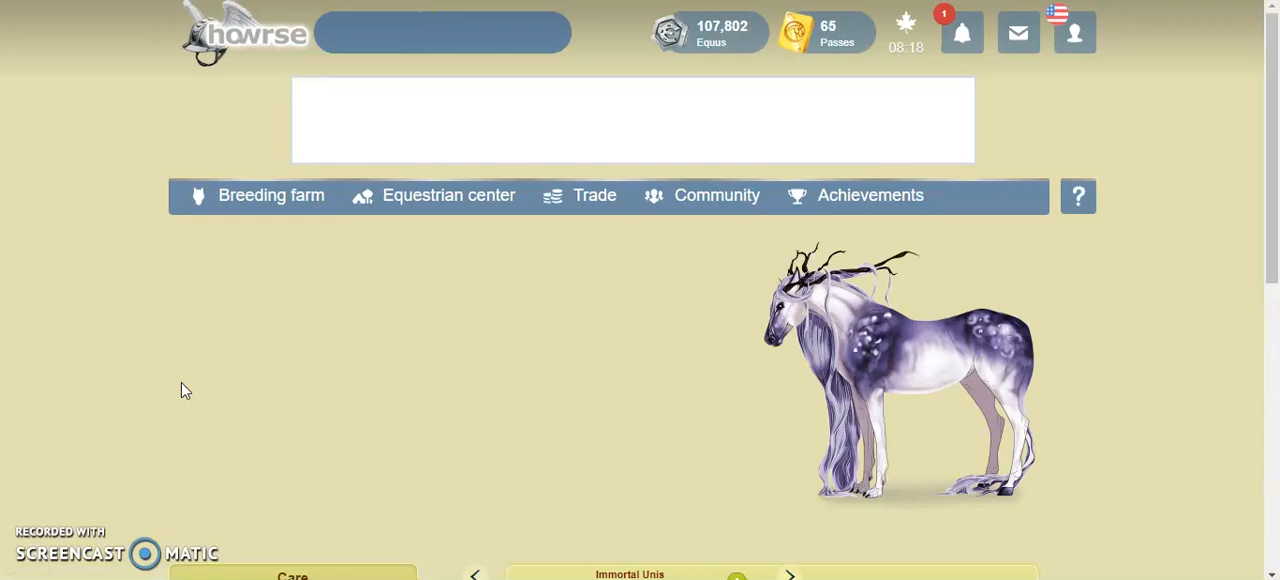 howrse
107,802
Equus
65
Passes
08:18
1
Breeding farm
Equestrian center
Trade
Community
Achievements
?
RECORDED WITH
SCREENCAST MATIC
Care
Immortal Unis